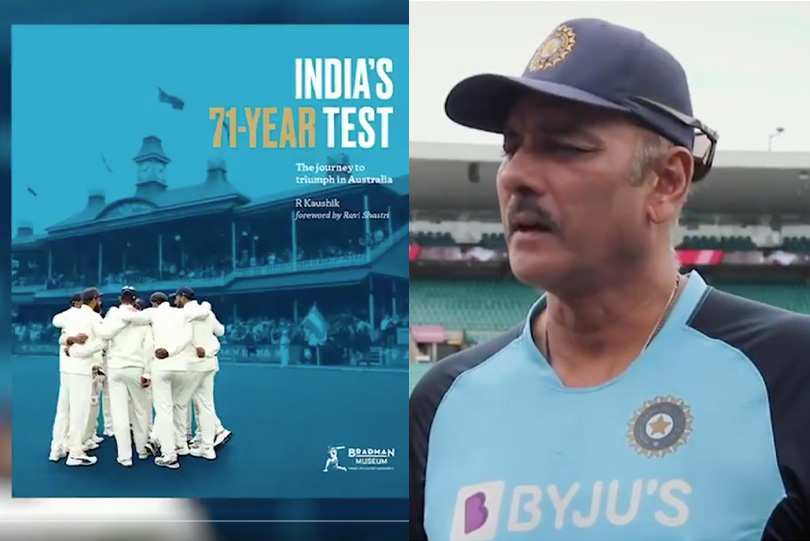 INDIA'S
71-YEAR TEST
The journey to
triumph in Australia
R Kaushik
foreword by Ravi Shastri
BRADMAN
MUSEUM
B BYJU'S